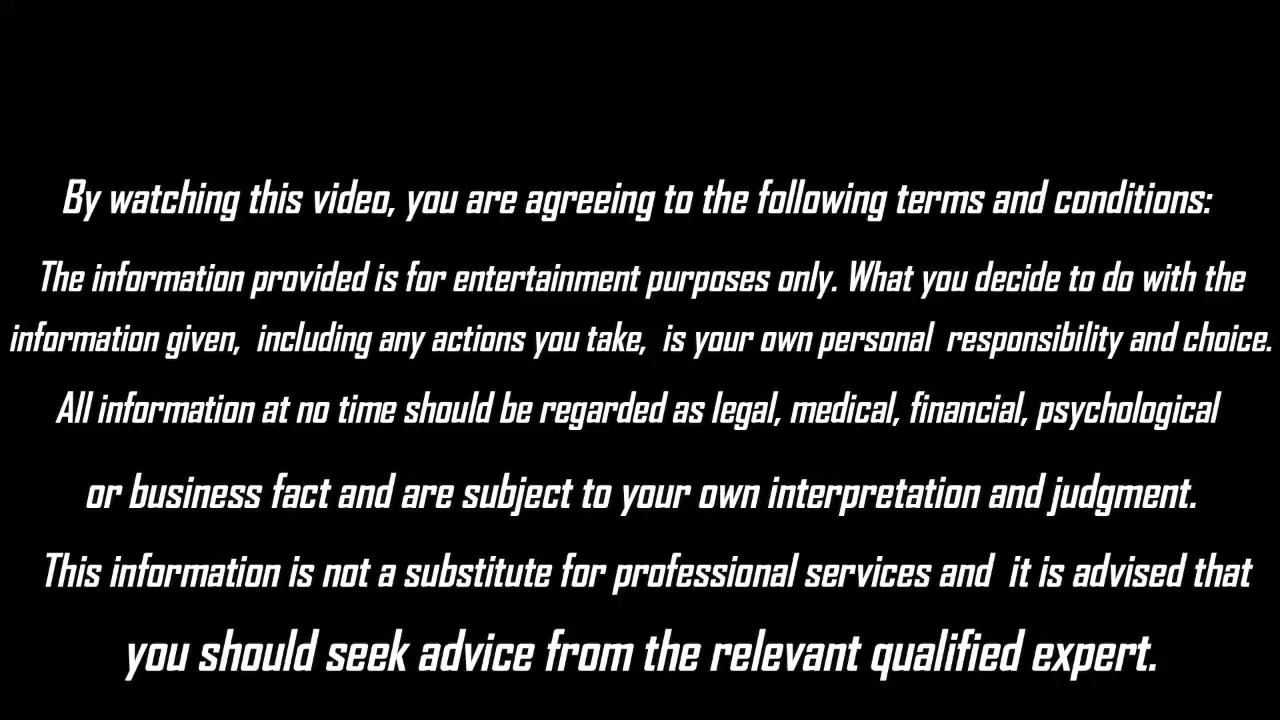 By watching this video, you are agreeing to the following terms and conditions:
The information provided is for entertainment purposes only. What you decide to do with the
information given, including any actions you take, is your own personal responsibility and choice.
All information at no time should be regarded as legal, medical, financial, psychological
or business fact and are subject to your own interpretation and judgment.
This information is not a substitute for professional services and it is advised that
you should seek advice from the relevant qualified expert.